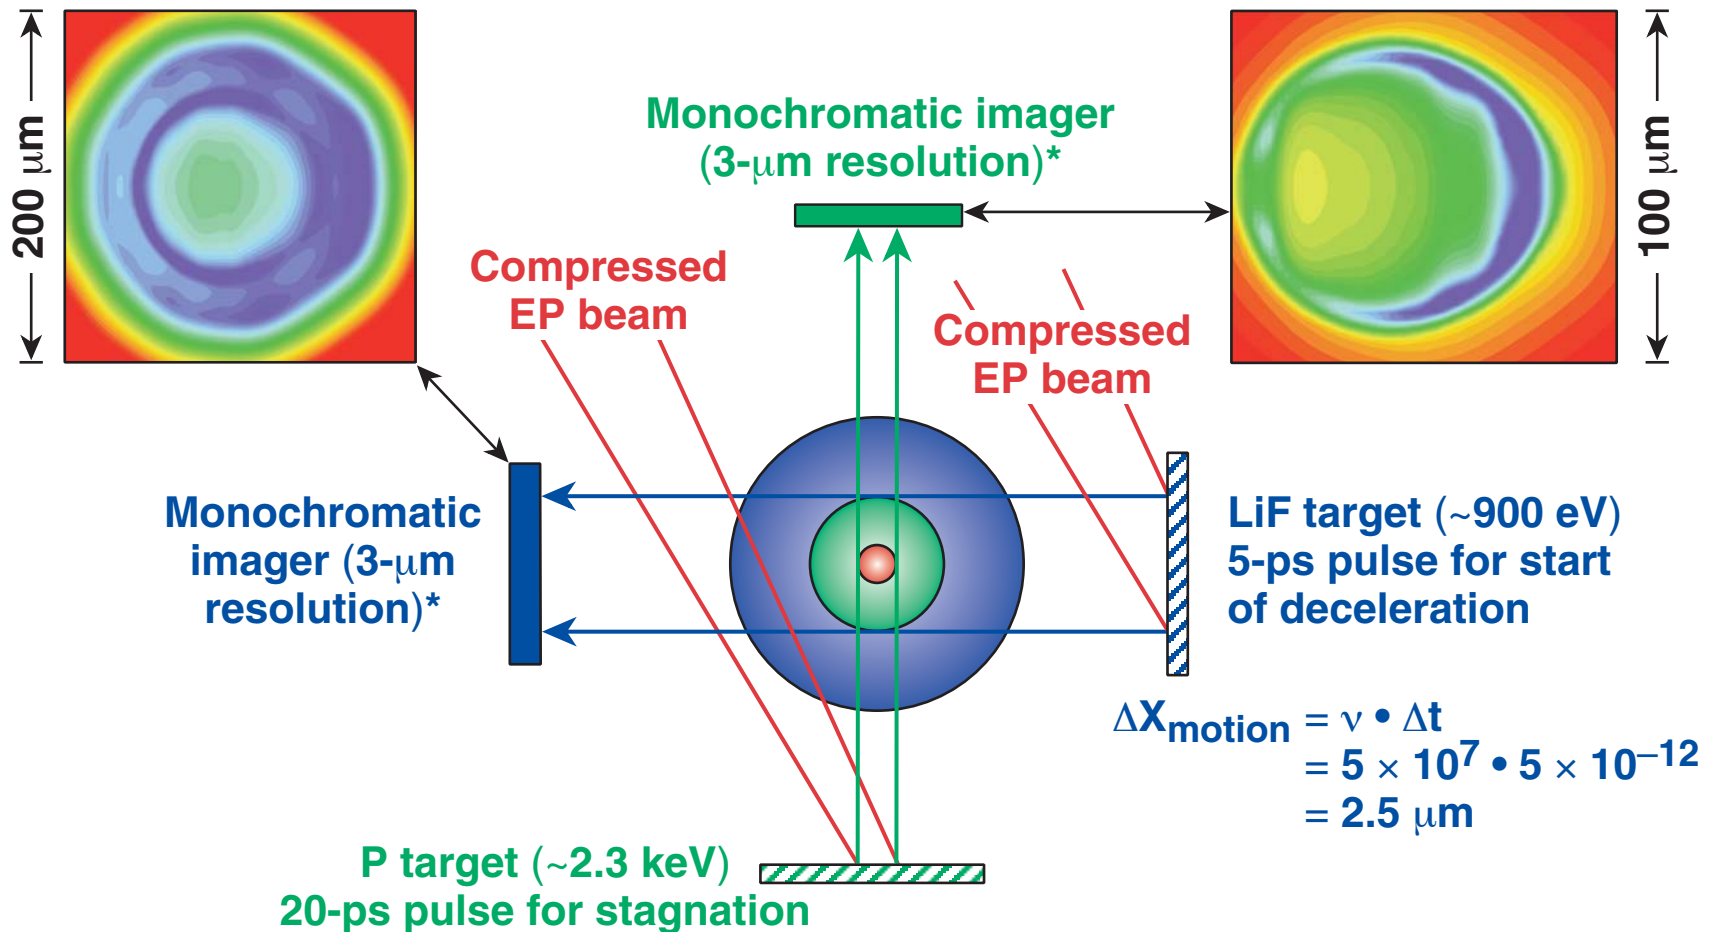 200 μm
Monochromatic imager
(3-μm resolution)*
100 μm
Compressed
EP beam
Compressed
EP beam
Monochromatic
imager (3-μm
resolution)*
LiF target (~900 eV)
5-ps pulse for start
of deceleration
ΔXmotion = ν • Δt
= 5 × 10⁷ • 5 × 10⁻¹²
= 2.5 μm
P target (~2.3 keV)
20-ps pulse for stagnation